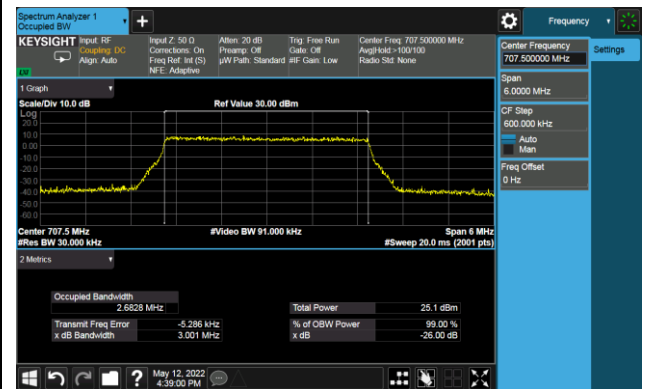 Spectrum Analyzer 1
Occupied BW
Frequency
KEYSIGHT
Input: RF
Coupling: DC
Align: Auto
Input Z: 50 Ω
Corrections: On
Freq Ref: Int (S)
NFE: Adaptive
Atten: 20 dB
Preamp: Off
µW Path: Standard
Trig: Free Run
Gate: Off
#IF Gain: Low
Center Freq: 707.500000 MHz
Avg|Hold:>100/100
Radio Std: None
Center Frequency
707.500000 MHz
Settings
Span
6.0000 MHz
CF Step
600.000 kHz
Auto
Man
Freq Offset
0 Hz
1 Graph
Scale/Div 10.0 dB
Ref Value 30.00 dBm
Log
20.0
10.0
0.00
-10.0
-20.0
-30.0
-40.0
-50.0
-60.0
Center 707.5 MHz
#Video BW 91.000 kHz
Span 6 MHz
#Res BW 30.000 kHz
#Sweep 20.0 ms (2001 pts)
2 Metrics
Occupied Bandwidth
2.6828 MHz
Total Power 25.1 dBm
Transmit Freq Error -5.286 kHz
% of OBW Power 99.00 %
x dB Bandwidth 3.001 MHz
x dB -26.00 dB
?
May 12, 2022
4:39:00 PM